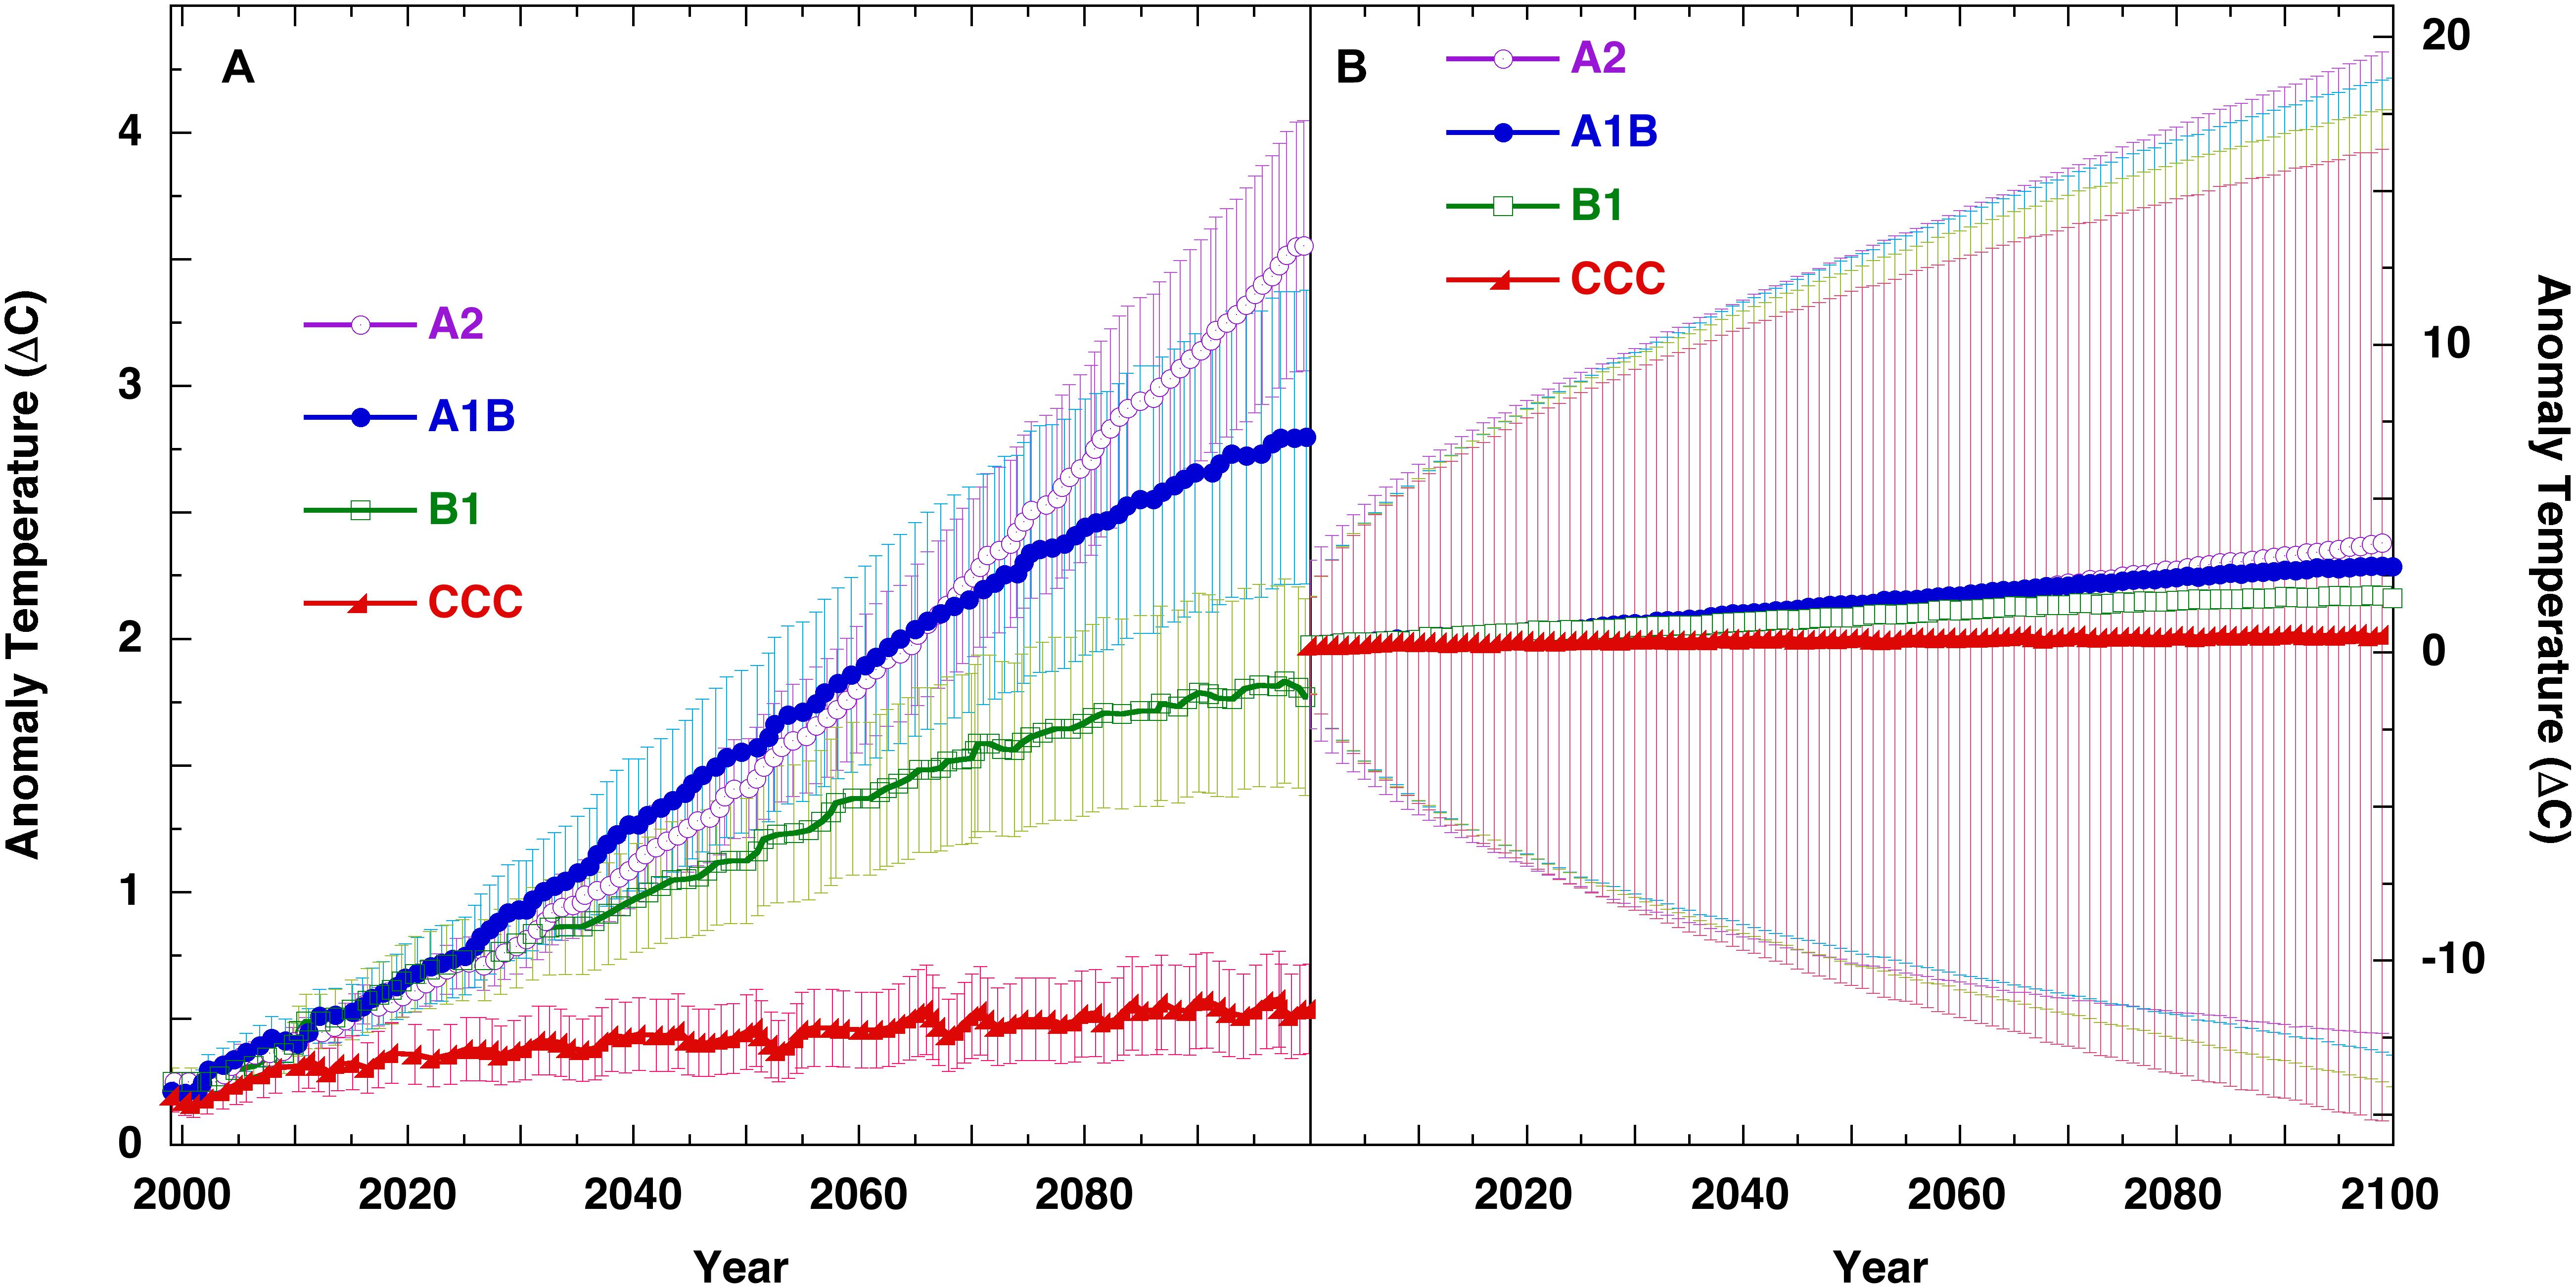 A
B
A2
A1B
B1
CCC
A2
A1B
B1
CCC
Anomaly Temperature (ΔC)
4
3
2
1
0
20
10
0
-10
Anomaly Temperature (ΔC)
2000 2020 2040 2060 2080
2020 2040 2060 2080 2100
Year
Year